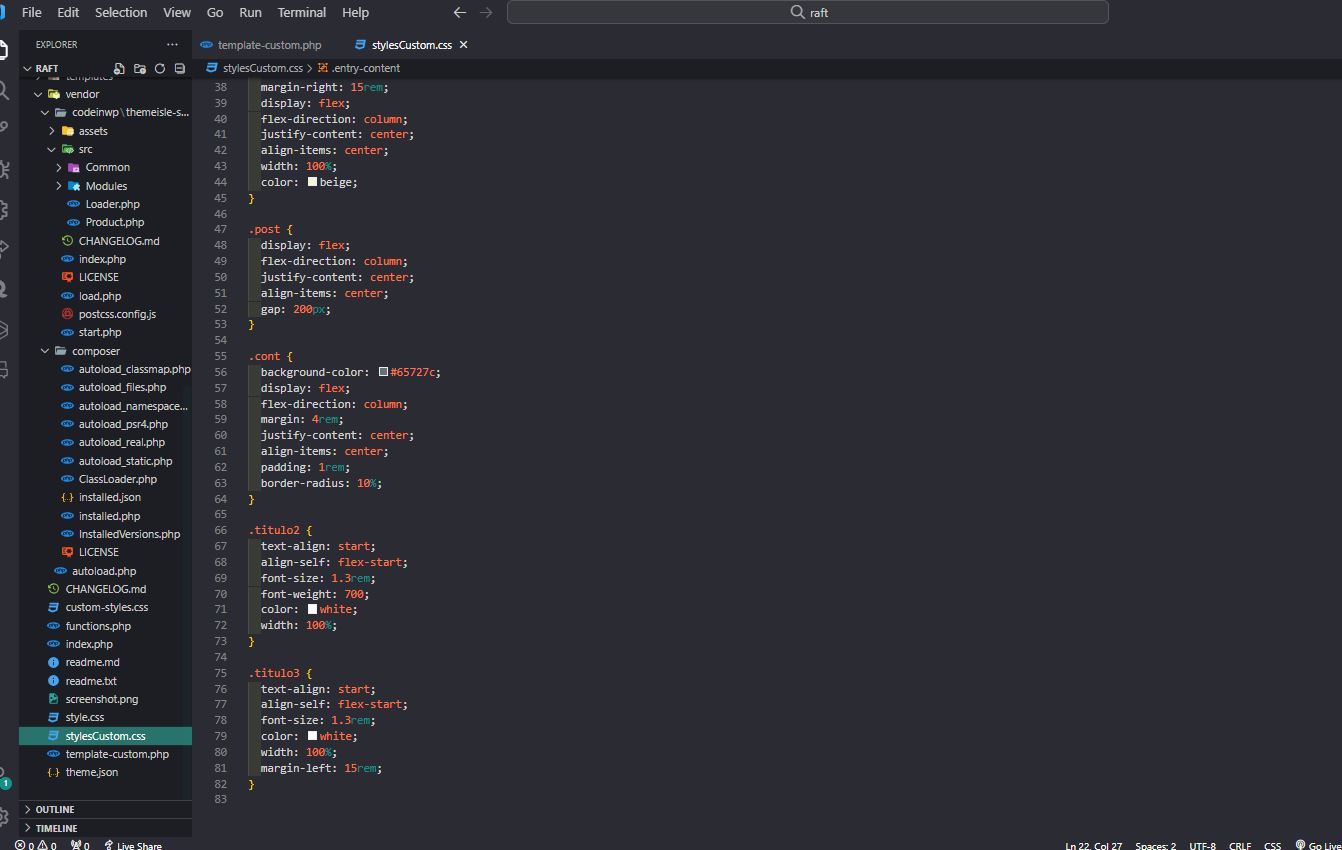 File Edit Selection View Go Run Terminal Help
raft
EXPLORER
RAFT
templates
vendor
codeinwp\themeisle-s...
assets
src
Common
Modules
Loader.php
Product.php
CHANGELOG.md
index.php
LICENSE
load.php
postcss.config.js
start.php
composer
autoload_classmap.php
autoload_files.php
autoload_namespace...
autoload_psr4.php
autoload_real.php
autoload_static.php
ClassLoader.php
{..} installed.json
installed.php
InstalledVersions.php
LICENSE
autoload.php
CHANGELOG.md
custom-styles.css
functions.php
index.php
readme.md
readme.txt
screenshot.png
style.css
stylesCustom.css
template-custom.php
{..} theme.json
OUTLINE
TIMELINE
template-custom.php stylesCustom.css
stylesCustom.css > .entry-content
38 margin-right: 15rem;
39 display: flex;
40 flex-direction: column;
41 justify-content: center;
42 align-items: center;
43 width: 100%;
44 color: beige;
45 }
46
47 .post {
48 display: flex;
49 flex-direction: column;
50 justify-content: center;
51 align-items: center;
52 gap: 200px;
53 }
54
55 .cont {
56 background-color: #65727c;
57 display: flex;
58 flex-direction: column;
59 margin: 4rem;
60 justify-content: center;
61 align-items: center;
62 padding: 1rem;
63 border-radius: 10%;
64 }
65
66 .titulo2 {
67 text-align: start;
68 align-self: flex-start;
69 font-size: 1.3rem;
70 font-weight: 700;
71 color: white;
72 width: 100%;
73 }
74
75 .titulo3 {
76 text-align: start;
77 align-self: flex-start;
78 font-size: 1.3rem;
79 color: white;
80 width: 100%;
81 margin-left: 15rem;
82 }
83
1
0 0 0 Live Share Ln 22, Col 27 Spaces: 2 UTF-8 CRLF CSS Go Live